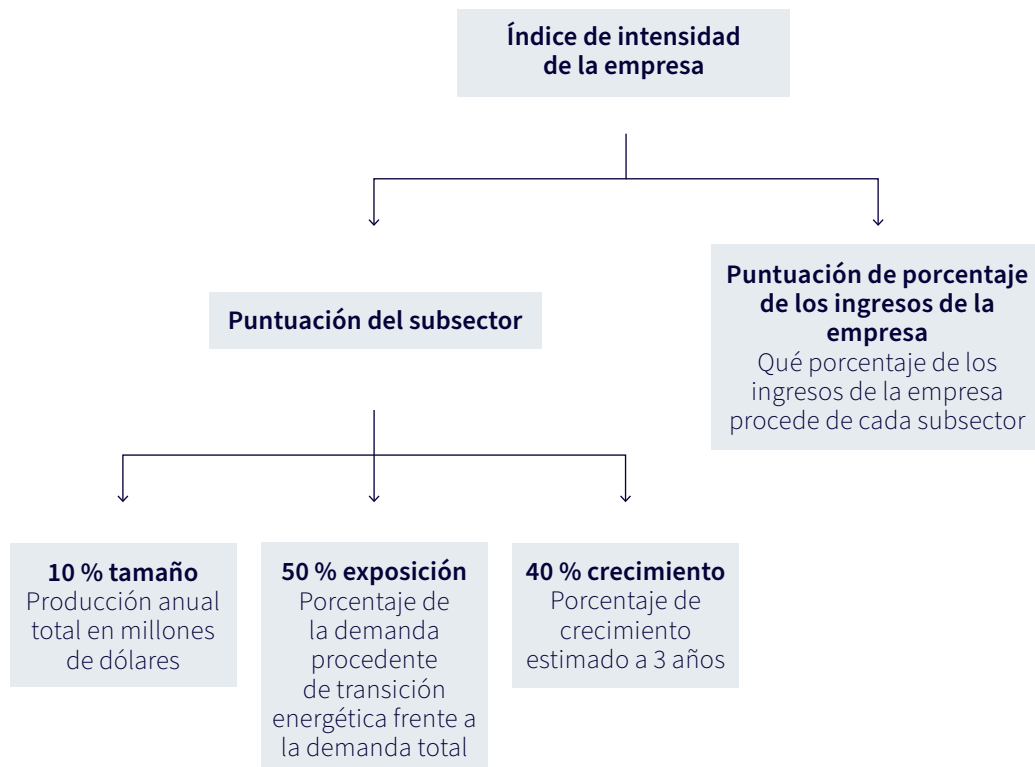 Índice de intensidad
de la empresa
Puntuación del subsector
Puntuación de porcentaje
de los ingresos de la
empresa
Qué porcentaje de los
ingresos de la empresa
procede de cada subsector
10 % tamaño
Producción anual
total en millones
de dólares
50 % exposición
Porcentaje de
la demanda
procedente
de transición
energética frente a
la demanda total
40 % crecimiento
Porcentaje de
crecimiento
estimado a 3 años